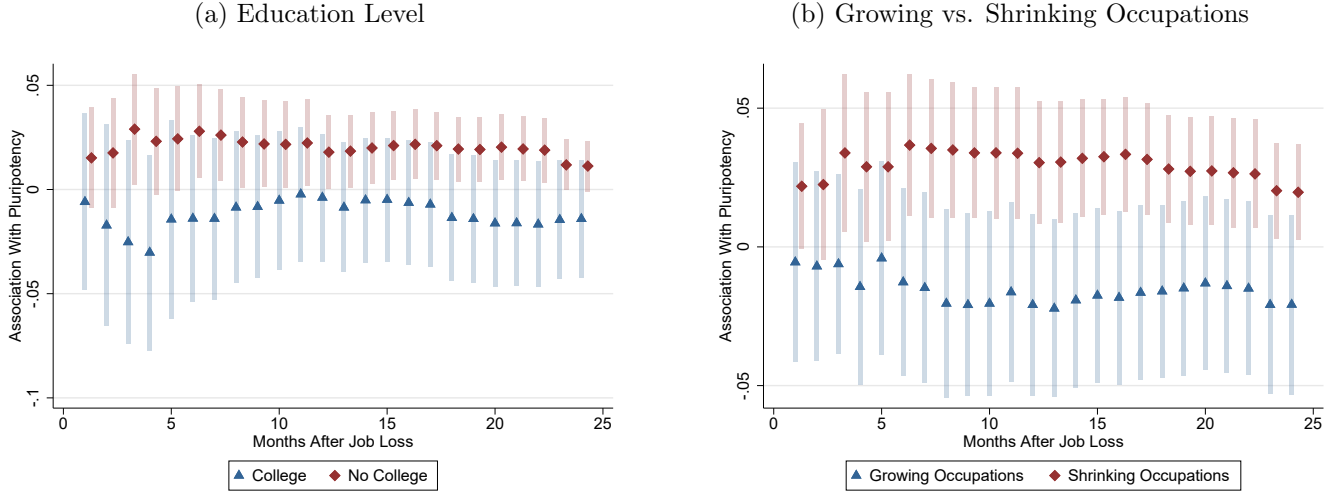 (a) Education Level
Association With Pluripotency
.05
0
-.05
-.1
0 5 10 15 20 25
Months After Job Loss
College No College
(b) Growing vs. Shrinking Occupations
Association With Pluripotency
.05
0
-.05
0 5 10 15 20 25
Months After Job Loss
Growing Occupations Shrinking Occupations